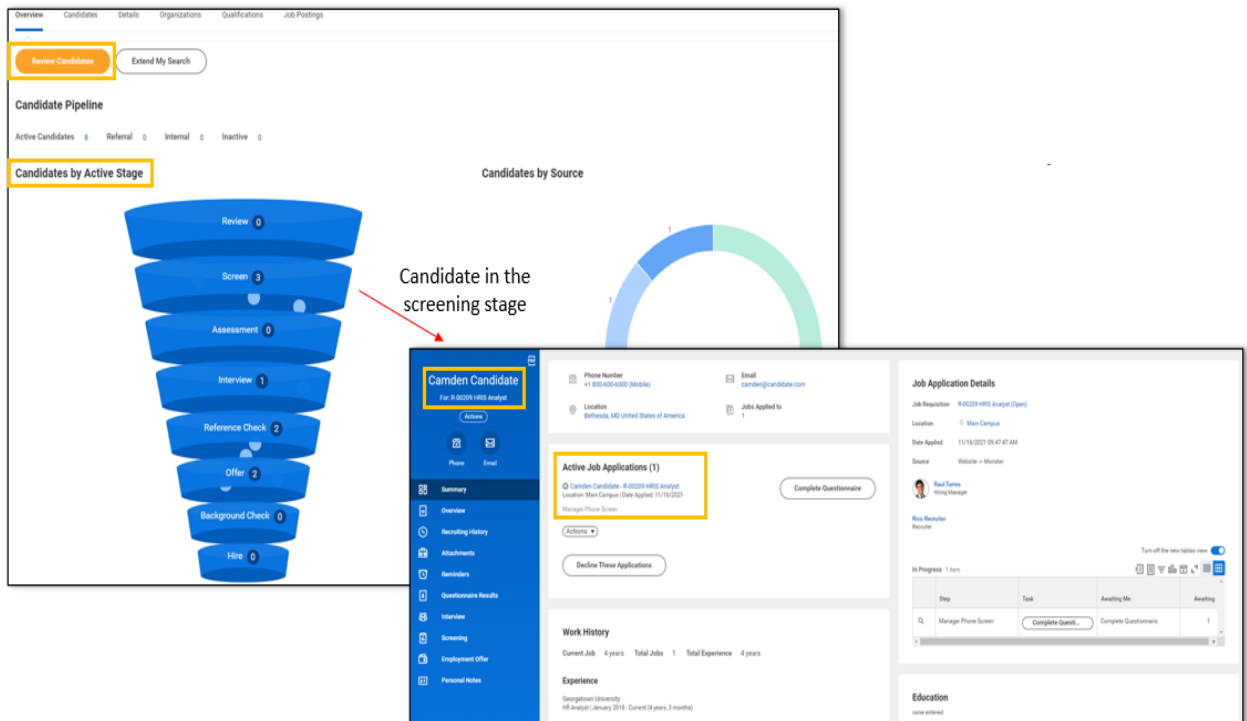 Overview Candidates Details Organizations Qualifications Job Postings
Review Candidates Extend My Search
Candidate Pipeline
Active Candidates 8 Referral 0 Internal 0 Inactive 0
Candidates by Active Stage Candidates by Source
Review 0
Screen 3
Assessment 0
Interview 1
Reference Check 2
Offer 2
Background Check 0
Hire 0
1
1
Candidate in the
screening stage
-
Camden Candidate
For: R-00209 HRIS Analyst
Actions
Phone Email
Summary
Overview
Recruiting History
Attachments
Reminders
Questionnaire Results
Interview
Screening
Employment Offer
Personal Notes
Phone Number
+1 800-600-6000 (Mobile)
Email
camden@candidate.com
Location
Bethesda, MD United States of America
Jobs Applied to
1
Active Job Applications (1)
Camden Candidate - R-00209 HRIS Analyst
Location: Main Campus | Date Applied: 11/16/2021
Manager Phone Screen
Complete Questionnaire
Actions
Decline These Applications
Work History
Current Job 4 years Total Jobs 1 Total Experience 4 years
Experience
Georgetown University
HR Analyst | January 2018 - Current (4 years, 3 months)
Job Application Details
Job Requisition R-00209 HRIS Analyst (Open)
Location Main Campus
Date Applied 11/16/2021 09:47:47 AM
Source Website -> Monster
Raul Torres
Hiring Manager
Rico Recruiter
Recruiter
Turn off the new tables view
In Progress 1 item
Step Task Awaiting Me Awaiting
Manager Phone Screen Complete Questi... Complete Questionnaire 1
Education
none entered